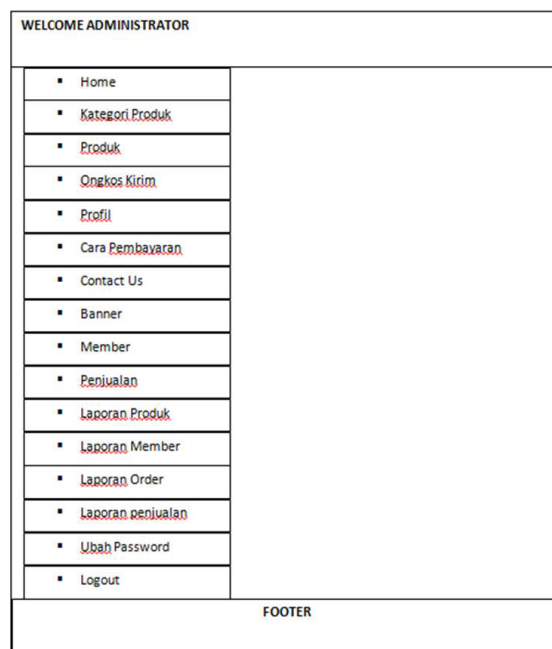 WELCOME ADMINISTRATOR
Home
Kategori Produk
Produk
Ongkos Kirim
Profil
Cara Pembayaran
Contact Us
Banner
Member
Penjualan
Laporan Produk
Laporan Member
Laporan Order
Laporan penjualan
Ubah Password
Logout
FOOTER